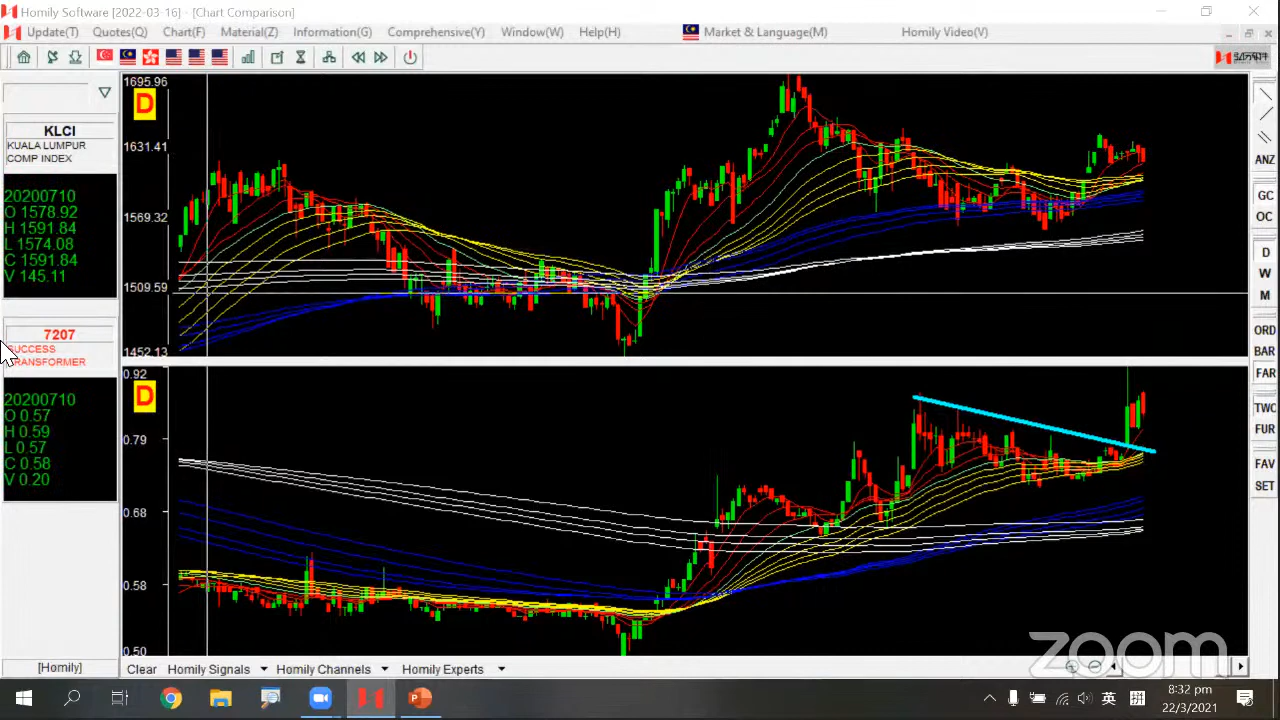 Homily Software [2022-03-16] - [Chart Comparison]
Update(T) Quotes(Q) Chart(F) Material(Z) Information(G) Comprehensive(Y) Window(W) Help(H) Market & Language(M) Homily Video(V)
KLCI
KUALA LUMPUR
COMP INDEX
20200710
O 1578.92
H 1591.84
L 1574.08
C 1591.84
V 145.11
7207
SUCCESS
TRANSFORMER
20200710
O 0.57
H 0.59
L 0.57
C 0.58
V 0.20
[Homily]
1695.96
D
1631.41
1569.32
1509.59
1452.13
0.92
D
0.79
0.68
0.58
0.50
ANZ
GC
OC
D
W
M
ORD
BAR
FAR
TWO
FUR
FAV
SET
Clear Homily Signals Homily Channels Homily Experts
zoom
英 拼 8:32 pm
22/3/2021